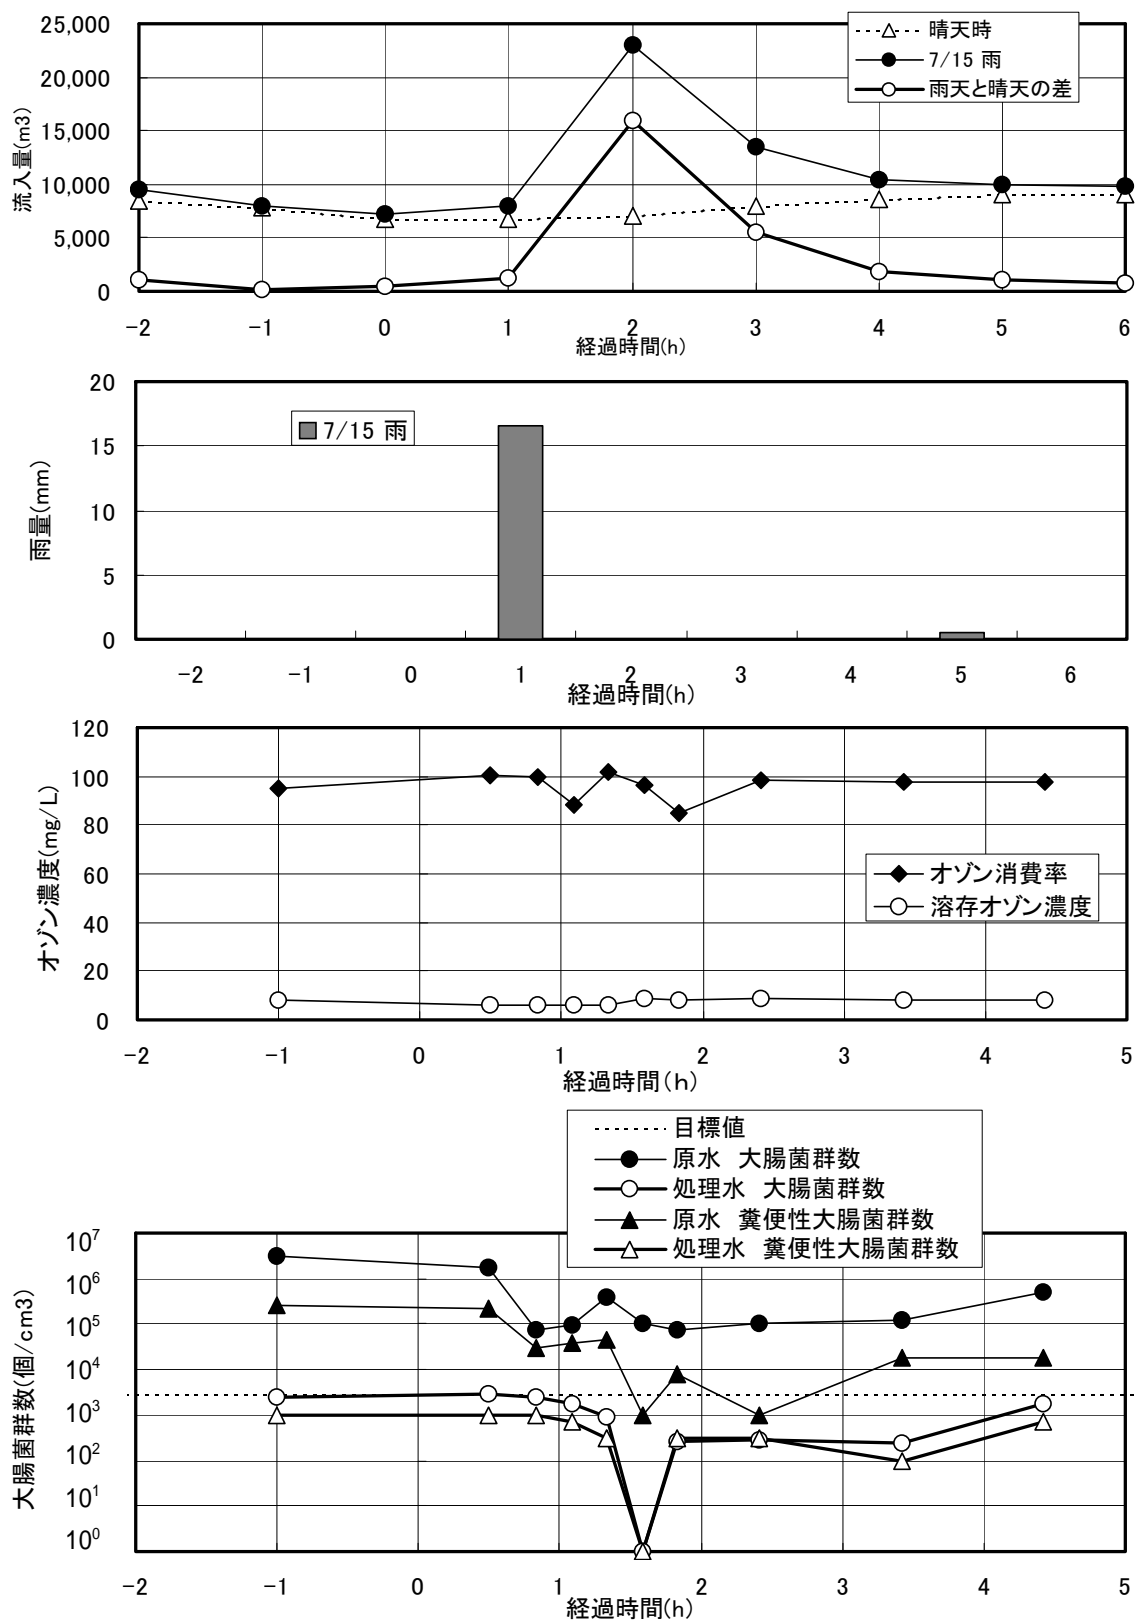 25,000
20,000
15,000
10,000
5,000
0
流入量(m3)
晴天時
7/15 雨
雨天と晴天の差
-2 -1 0 1 2 3 4 5 6
経過時間(h)
20
15
10
5
0
雨量(mm)
7/15 雨
-2 -1 0 1 2 3 4 5 6
経過時間(h)
120
100
80
60
40
20
0
オゾン濃度(mg/L)
オゾン消費率
溶存オゾン濃度
-2 -1 0 1 2 3 4 5
経過時間(h)
目標値
原水 大腸菌群数
処理水 大腸菌群数
原水 糞便性大腸菌群数
処理水 糞便性大腸菌群数
10⁷
10⁶
10⁵
10⁴
10³
10²
10¹
10⁰
大腸菌群数(個/cm3)
-2 -1 0 1 2 3 4 5
経過時間(h)